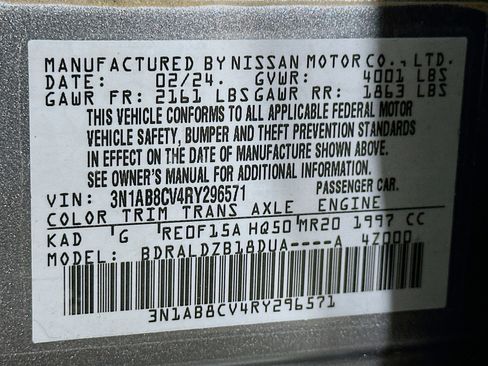 MANUFACTURED BY NISSAN MOTOR CO., LTD.
DATE: 02/24. GVWR: 4001 LBS
GAWR FR: 2161 LBS GAWR RR: 1863 LBS
THIS VEHICLE CONFORMS TO ALL APPLICABLE FEDERAL MOTOR
VEHICLE SAFETY, BUMPER AND THEFT PREVENTION STANDARDS
IN EFFECT ON THE DATE OF MANUFACTURE SHOWN ABOVE.
SEE OWNER'S MANUAL FOR ADDITIONAL INFORMATION.
VIN: 3N1AB8CV4RY296571 PASSENGER CAR.
COLOR TRIM TRANS AXLE ENGINE
KAD G RE0F15A HQ50 MR20 1997 CC
MODEL: BDRALDZB18DUA----A 4Z000
3N1AB8CV4RY296571